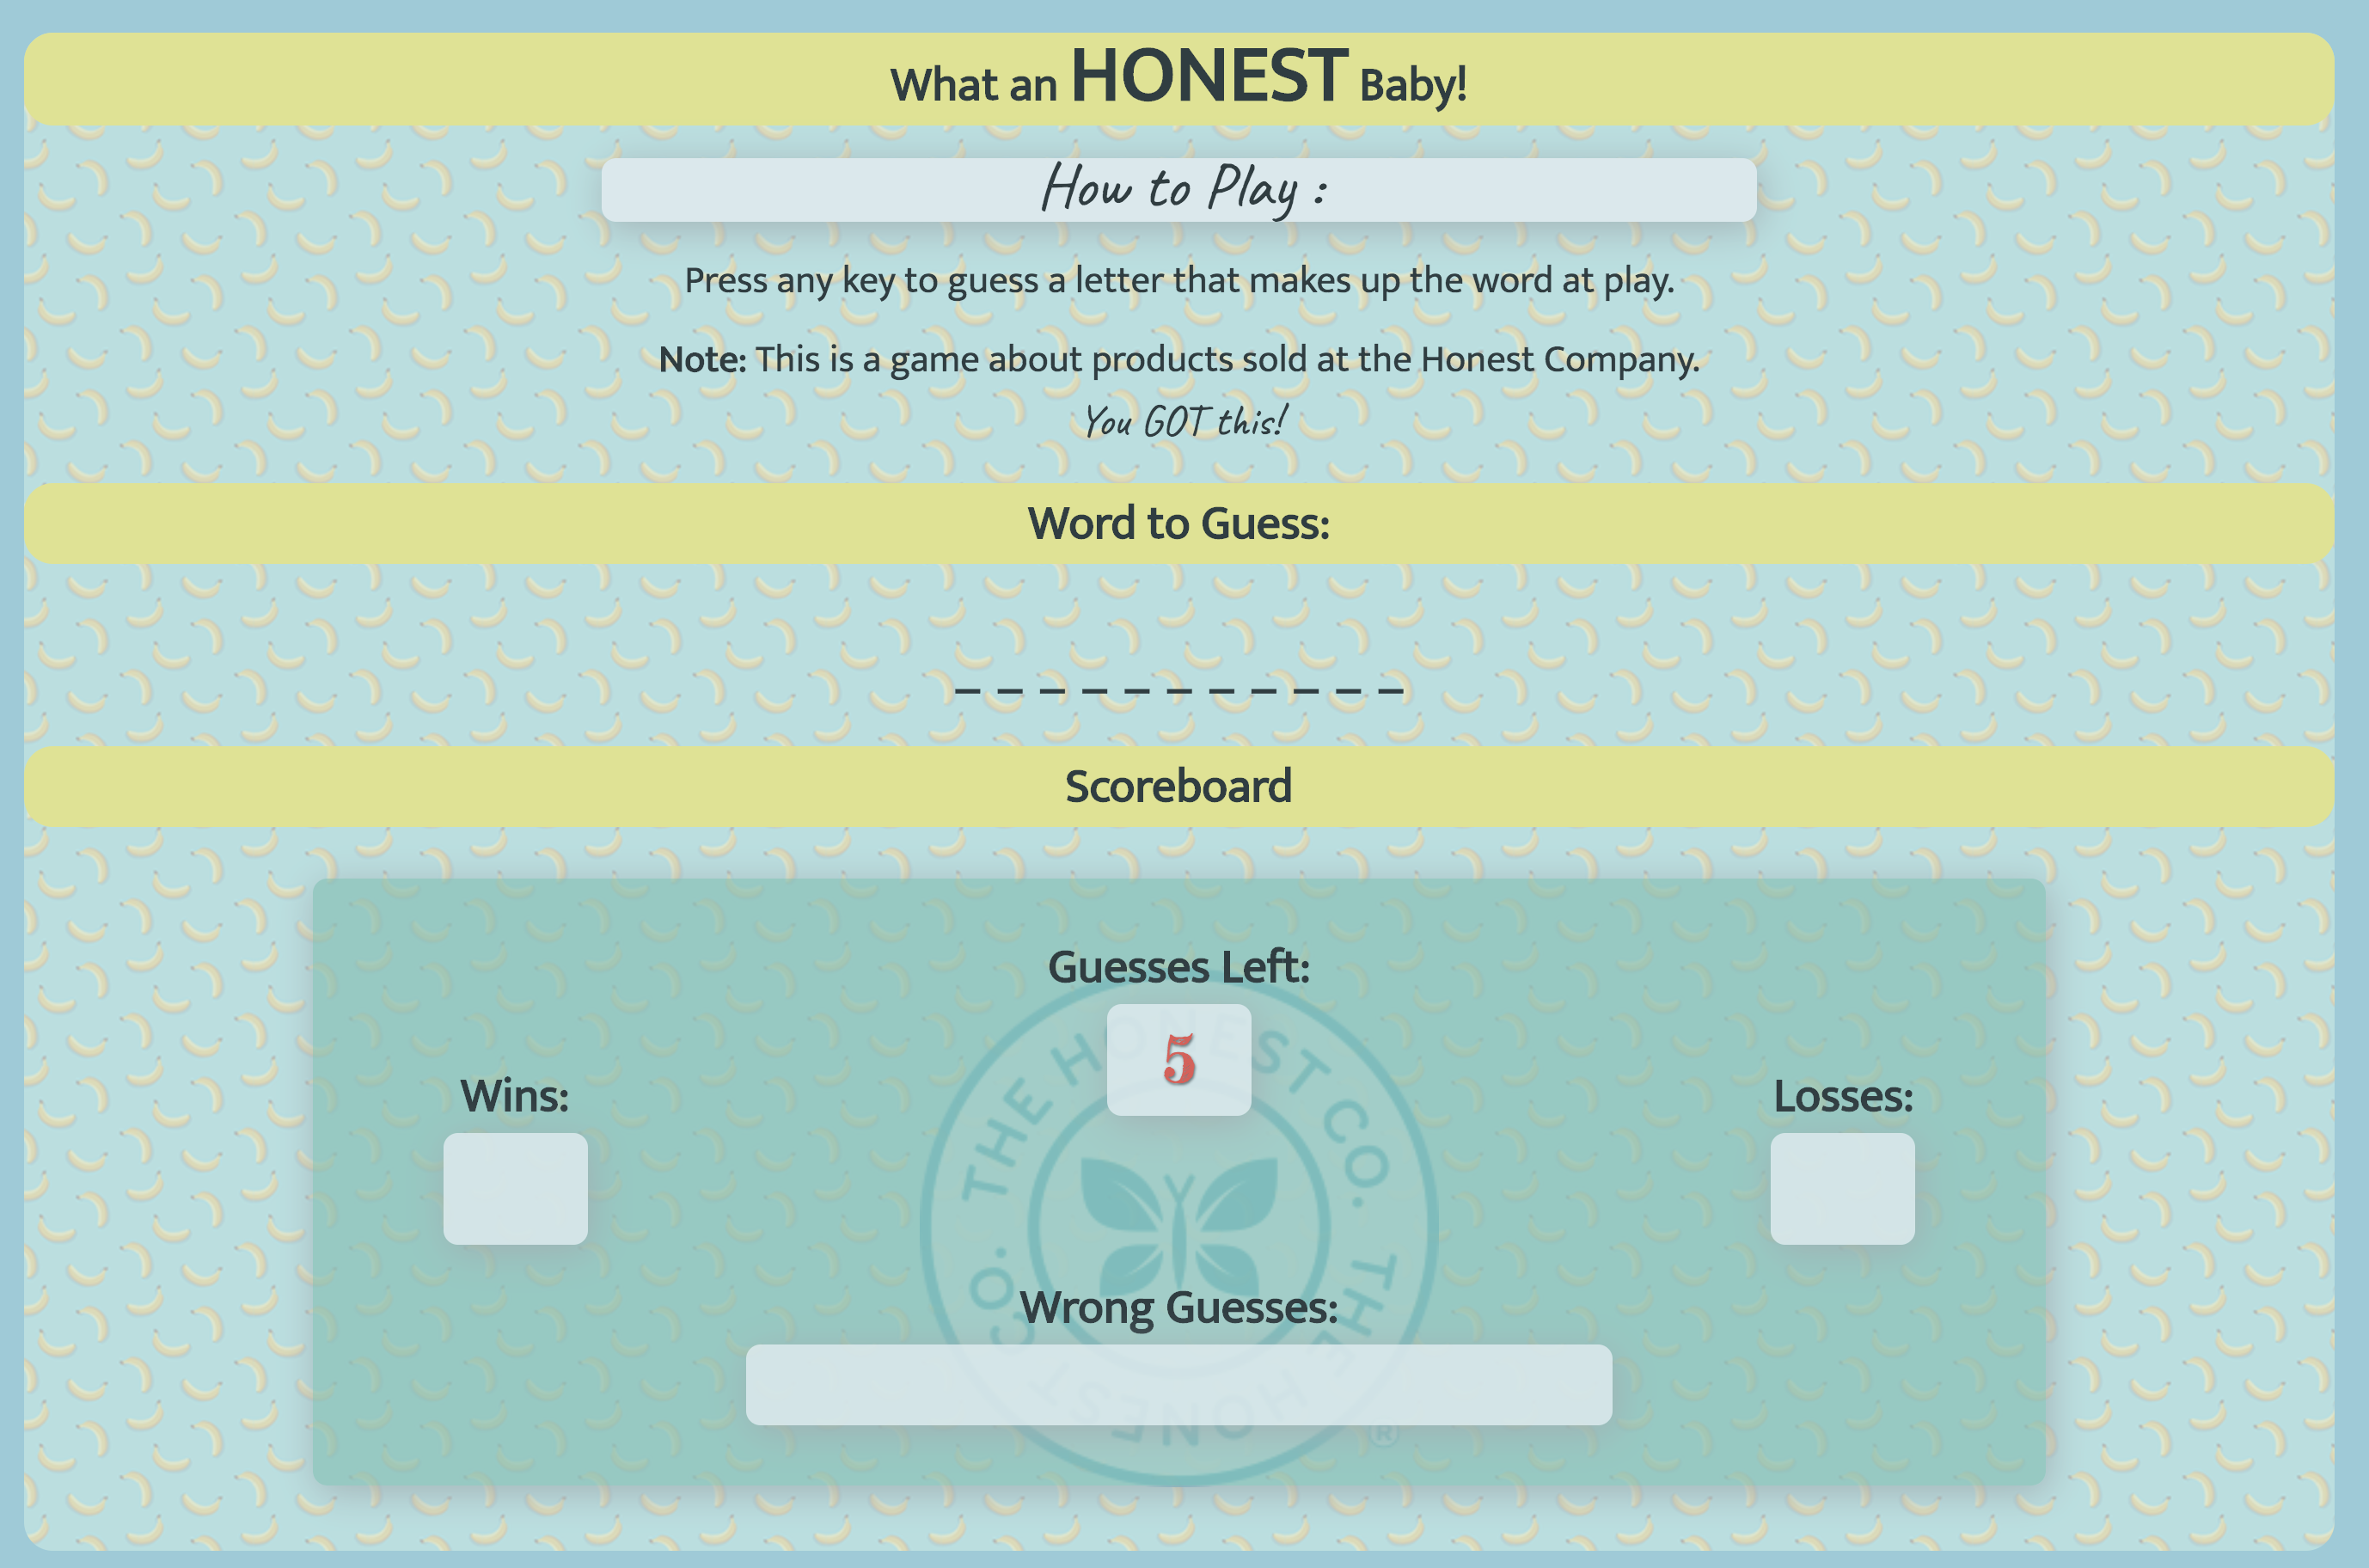 What an HONEST Baby!
How to Play :
Press any key to guess a letter that makes up the word at play.
Note: This is a game about products sold at the Honest Company.
You GOT this!
Word to Guess:
_ _ _ _ _ _ _ _ _ _ _
Scoreboard
Guesses Left:
5
Wins:
Losses:
Wrong Guesses:
THE HONEST CO. THE HONEST CO.
®